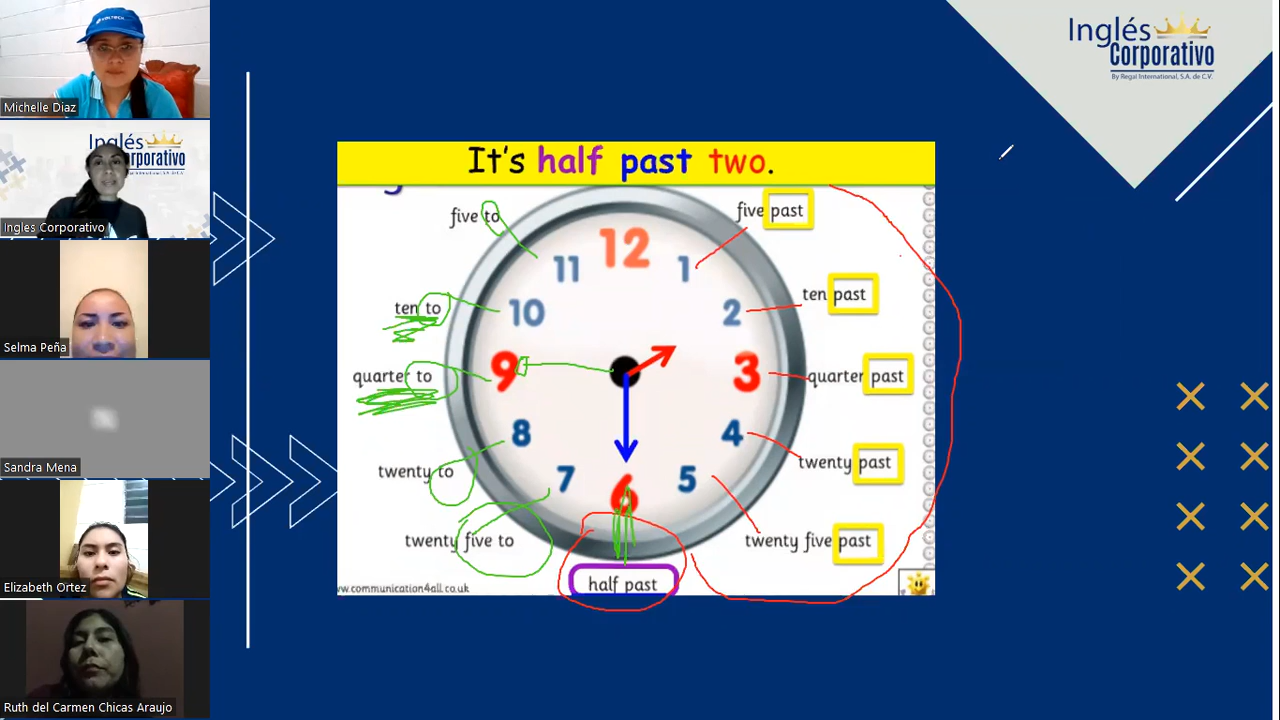 VOLTECK
Michelle Diaz
Inglés
Corporativo
Ingles Corporativo
Selma Peña
Sandra Mena
Elizabeth Ortez
Ruth del Carmen Chicas Araujo
Inglés
Corporativo
By Regal International, S.A. de C.V.
It's half past two.
five to
five past
12
11
1
ten to
10
2
ten past
quarter to
9
3
quarter past
8
4
twenty to
twenty past
7
6
5
twenty five to
twenty five past
half past
www.communication4all.co.uk